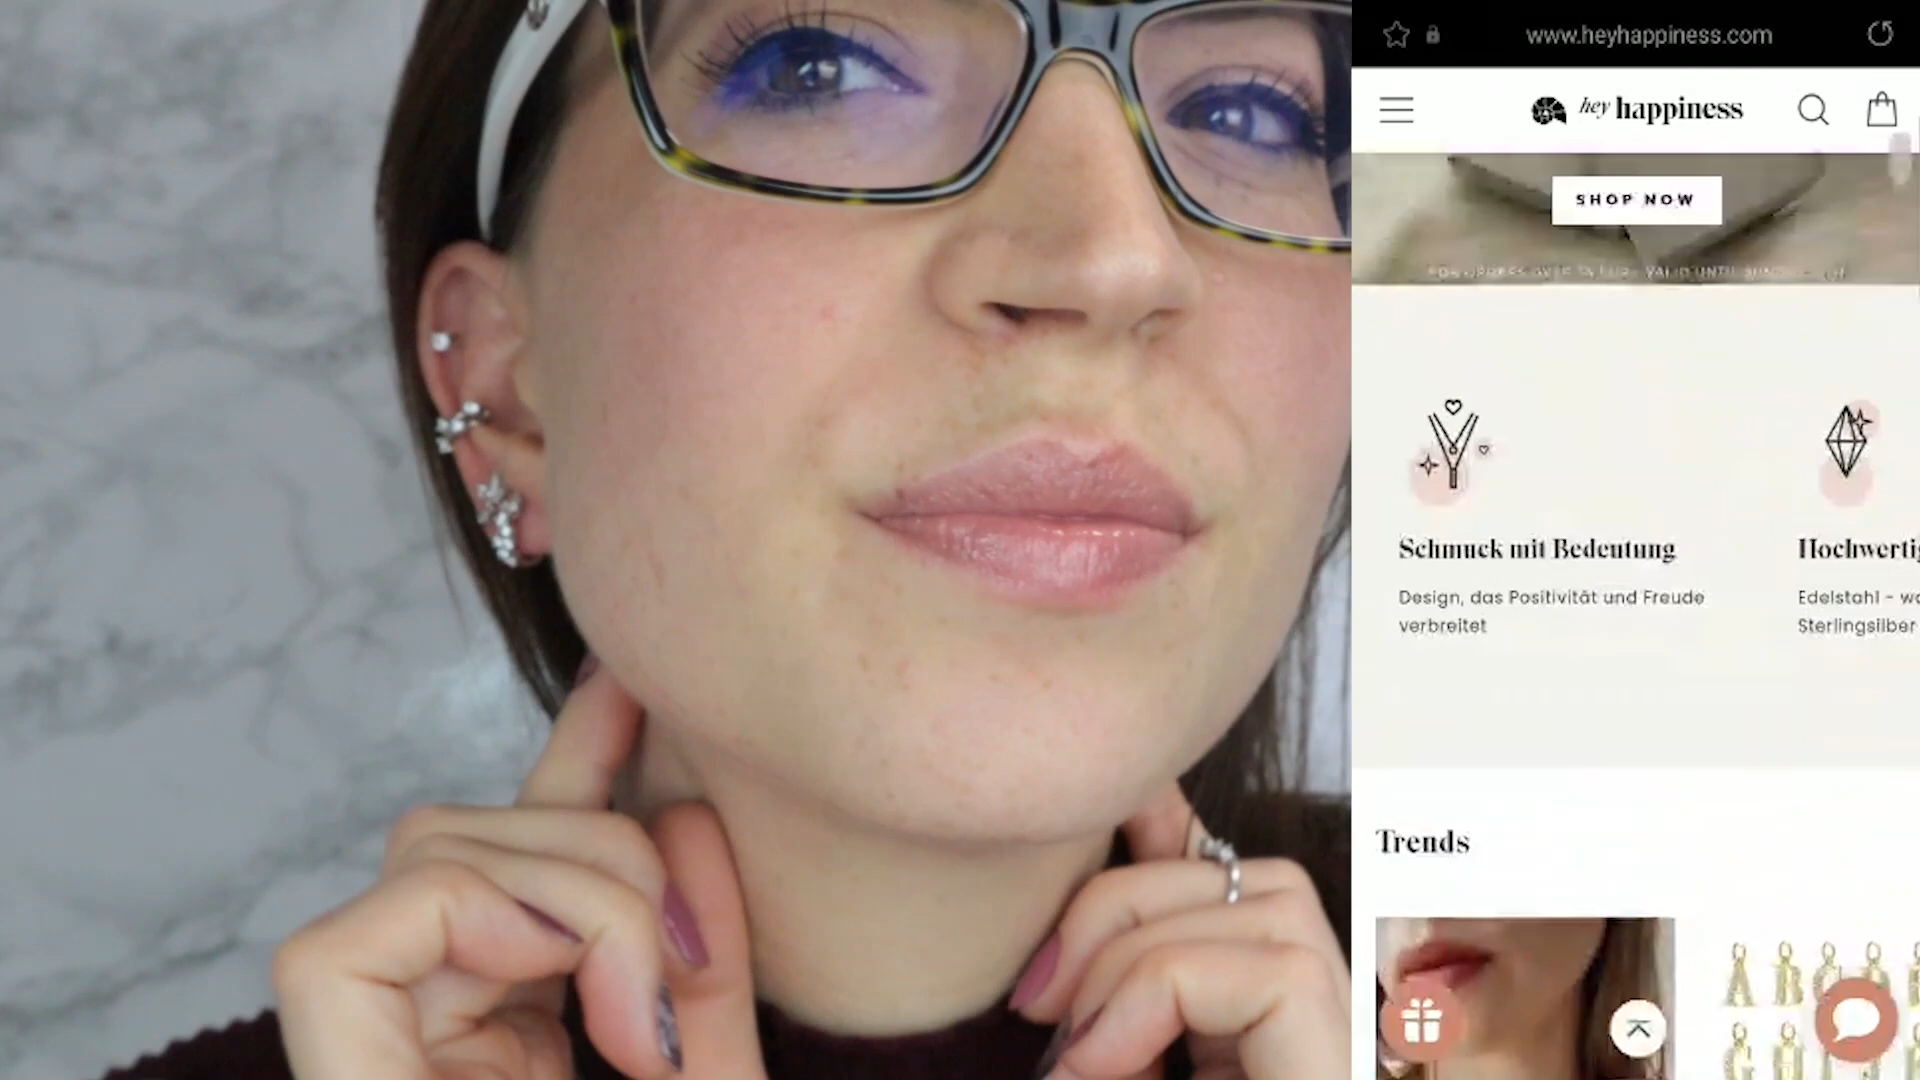 www.heyhappiness.com
hey happiness
SHOP NOW
Schmuck mit Bedeutung
Design, das Positivität und Freude
verbreitet
Edelstahl -
Sterlingsilber
Trends
A B